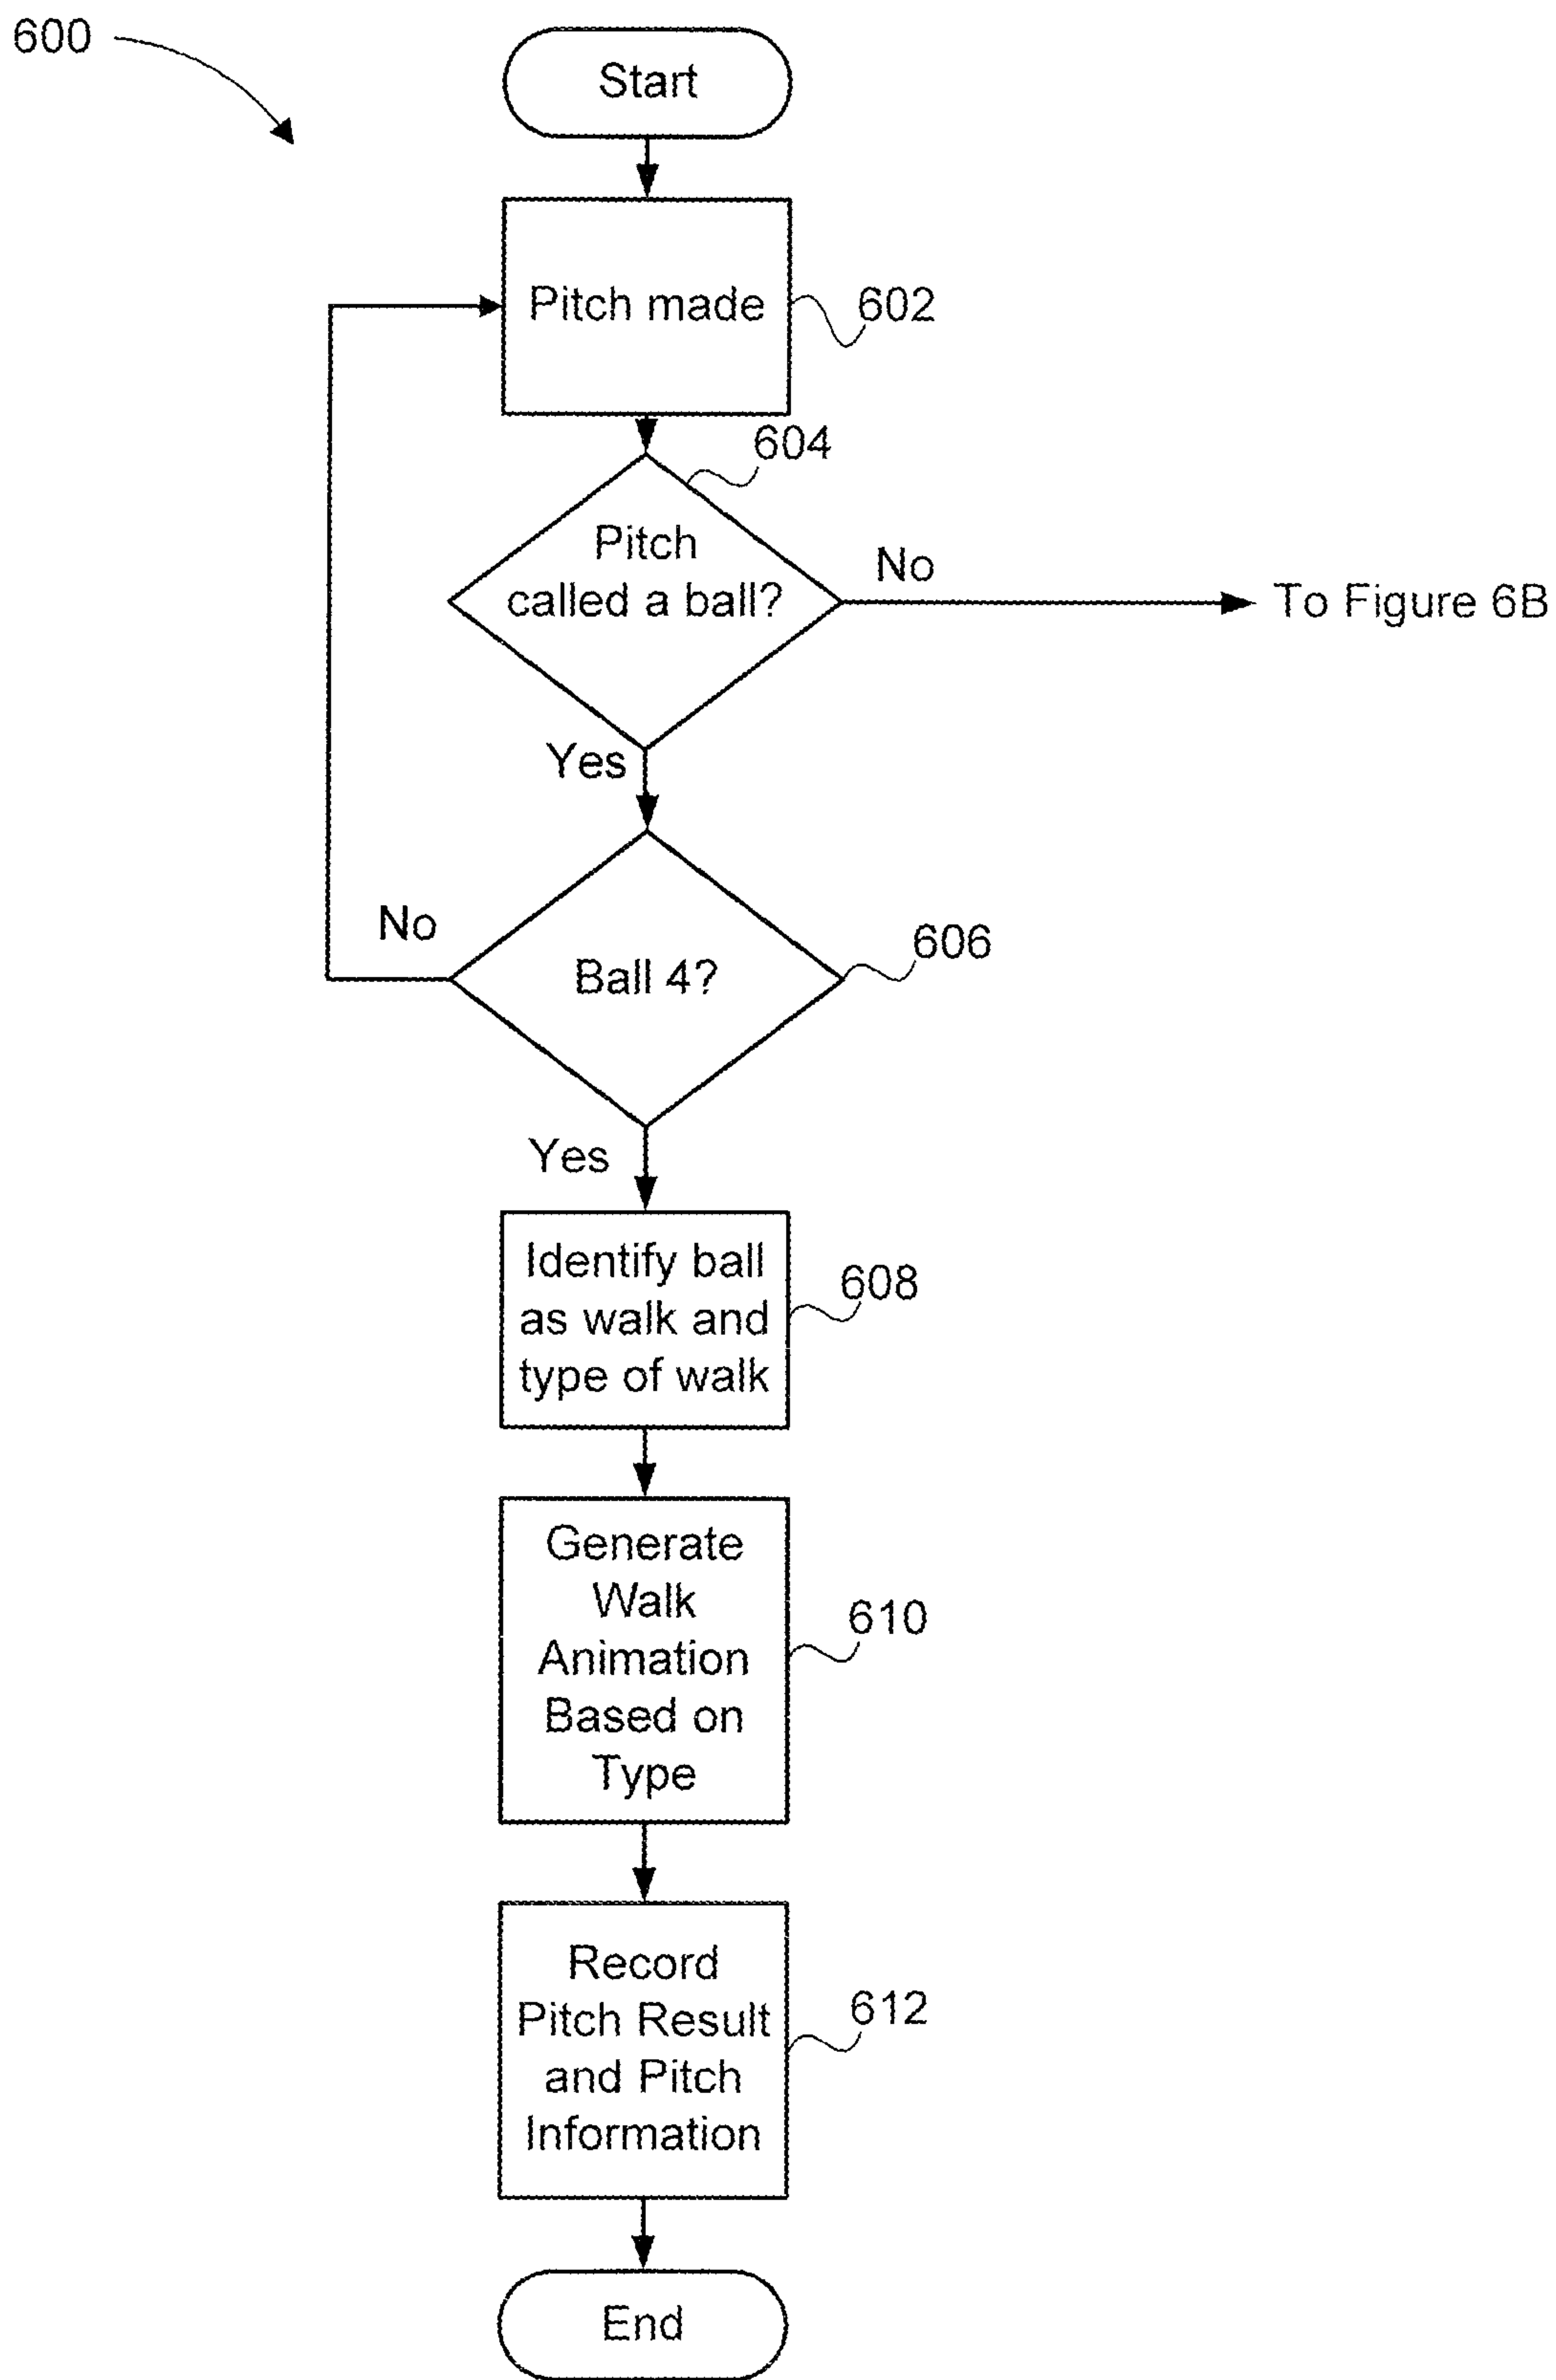 600
Start
Pitch made
602
604
Pitch
called a ball?
No
To Figure 6B
Yes
No
Ball 4?
606
Yes
Identify ball
as walk and
type of walk
608
Generate
Walk
Animation
Based on
Type
610
Record
Pitch Result
and Pitch
Information
612
End